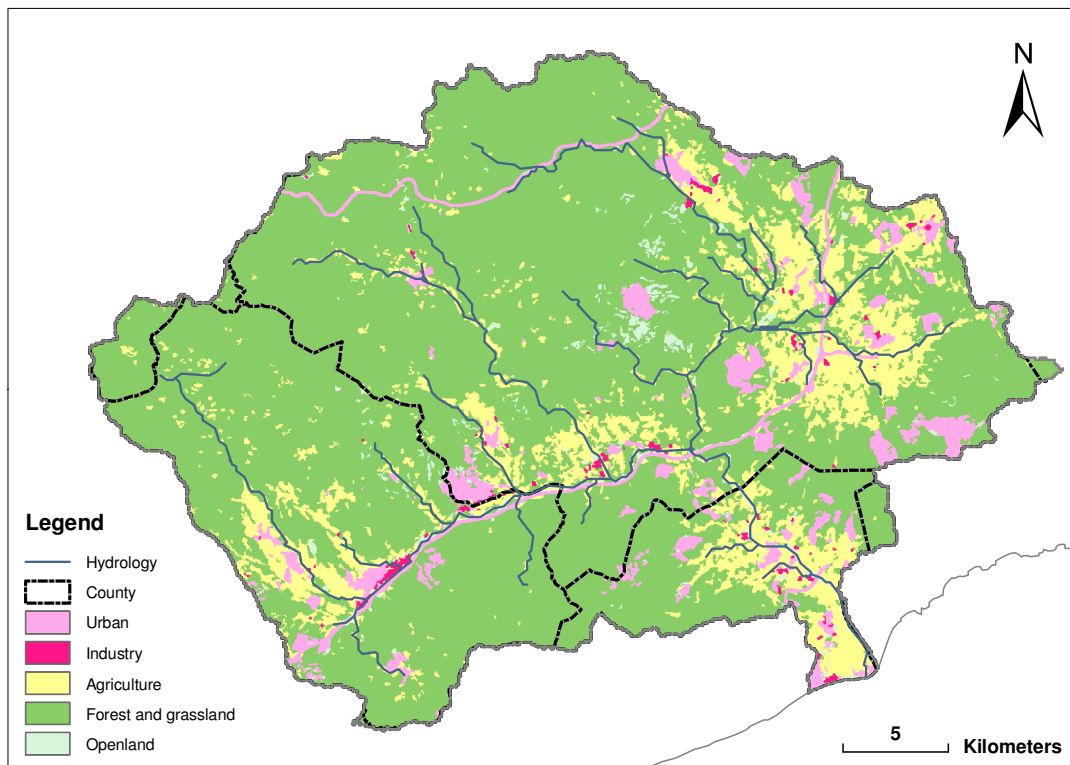 N
Legend
Hydrology
County
Urban
Industry
Agriculture
Forest and grassland
Openland
5
Kilometers